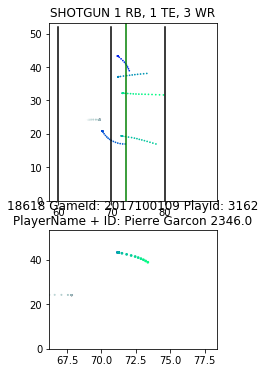 SHOTGUN 1 RB, 1 TE, 3 WR
50
40
30
20
10
0
60 70 80
18618 GameId: 2017100109 PlayId: 3162
PlayerName + ID: Pierre Garcon 2346.0
40
20
0
67.5 70.0 72.5 75.0 77.5